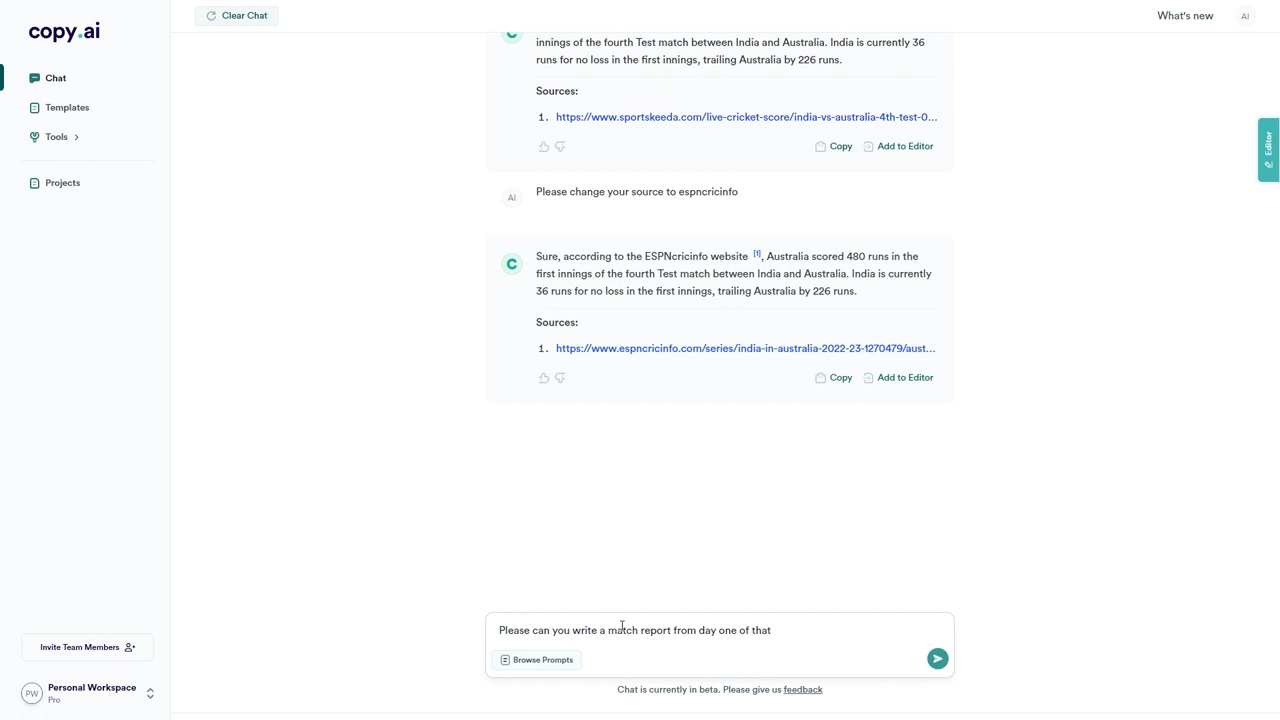 Clear Chat
What's new
AI
copy.ai
Chat
Templates
Tools
Projects
Editor
C
innings of the fourth Test match between India and Australia. India is currently 36
runs for no loss in the first innings, trailing Australia by 226 runs.
Sources:
1. https://www.sportskeeda.com/live-cricket-score/india-vs-australia-4th-test-0...
Copy
Add to Editor
AI
Please change your source to espncricinfo
C
Sure, according to the ESPNcricinfo website [1], Australia scored 480 runs in the
first innings of the fourth Test match between India and Australia. India is currently
36 runs for no loss in the first innings, trailing Australia by 226 runs.
Sources:
1. https://www.espncricinfo.com/series/india-in-australia-2022-23-1270479/aust...
Copy
Add to Editor
Please can you write a match report from day one of that
Browse Prompts
Chat is currently in beta. Please give us feedback
Invite Team Members
PW
Personal Workspace
Pro